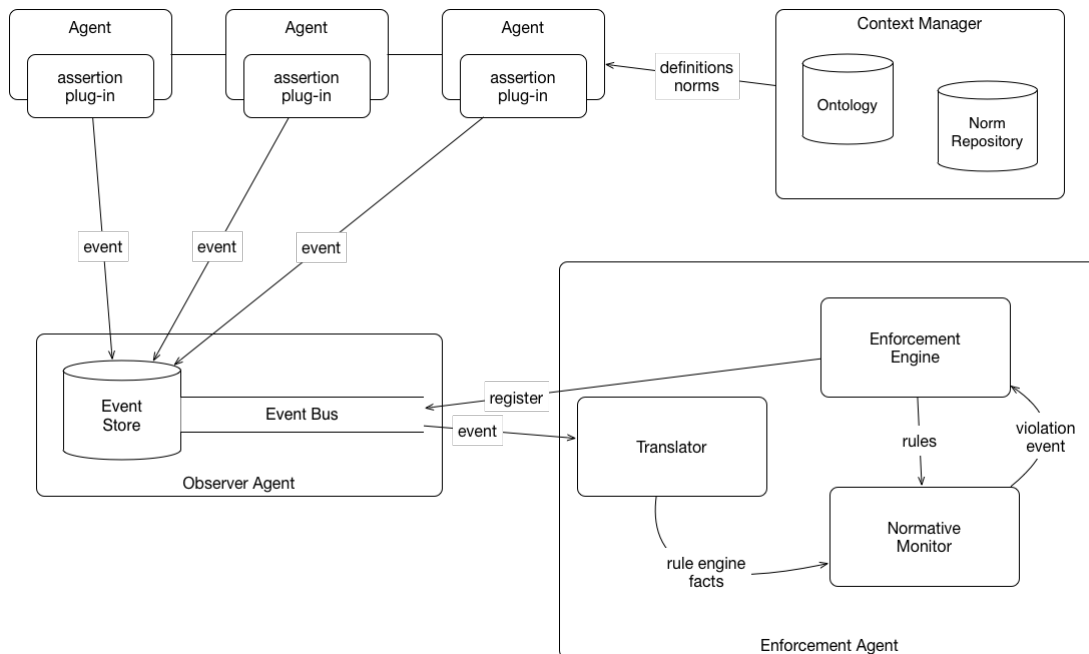 Agent
Agent
Agent
Context Manager
assertion
plug-in
assertion
plug-in
assertion
plug-in
definitions
norms
Ontology
Norm
Repository
event
event
event
Enforcement
Engine
register
Event
Store
Event Bus
event
Translator
rules
violation
event
Observer Agent
Normative
Monitor
rule engine
facts
Enforcement Agent